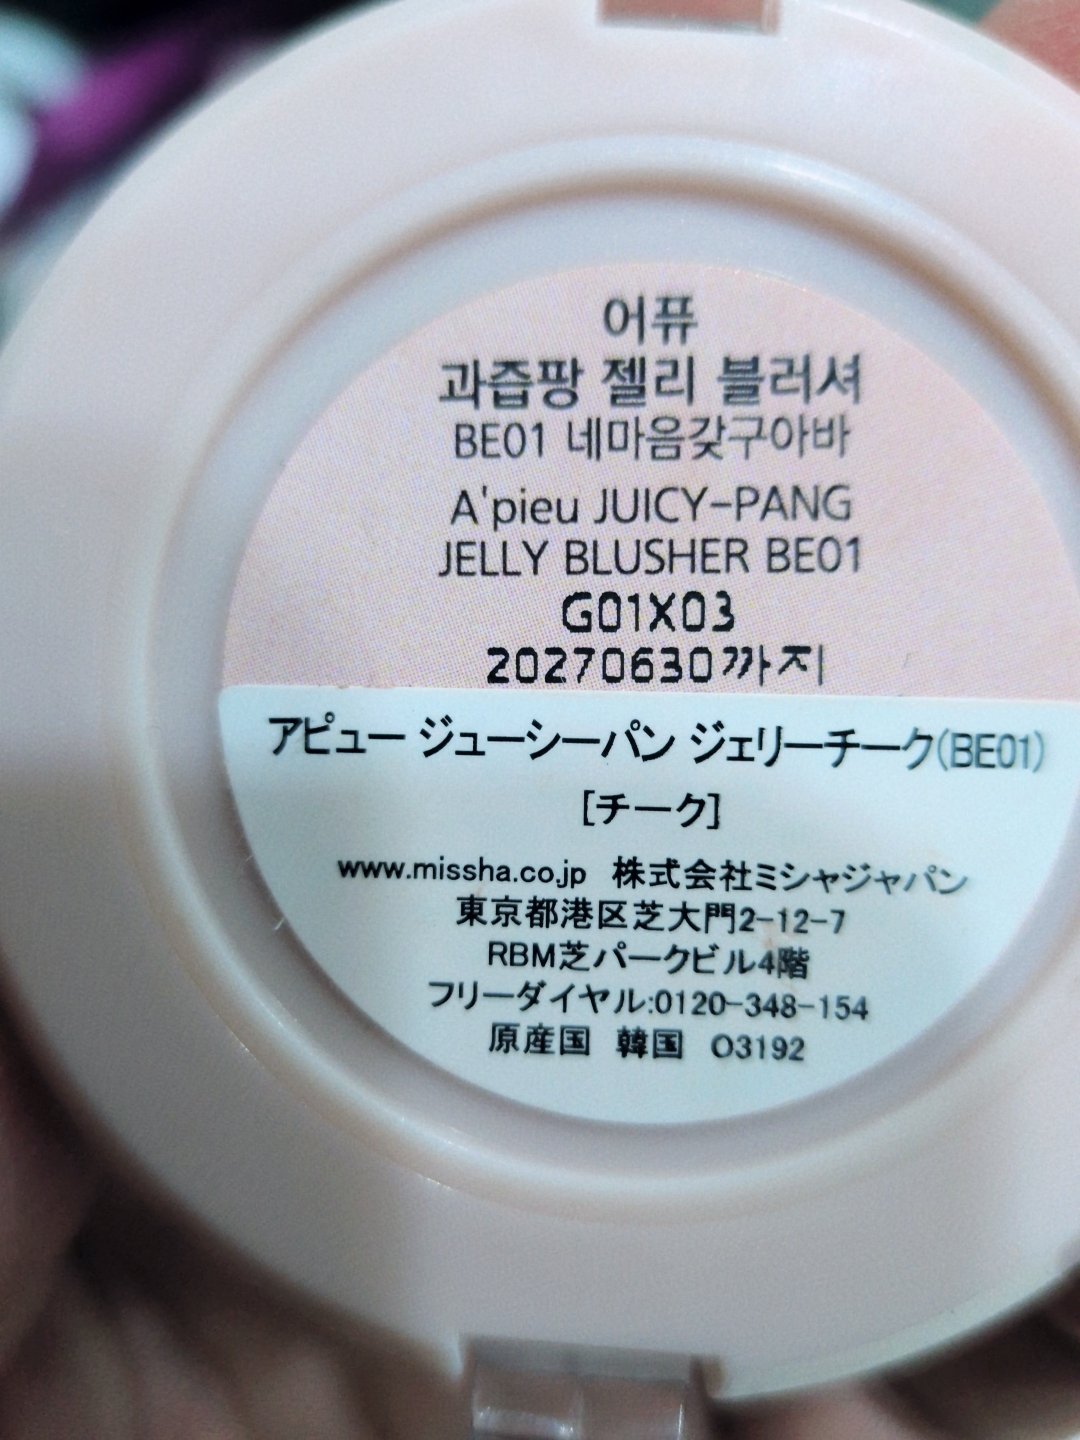 어퓨
과즙팡 젤리 블러셔
BE01 네마음갖구아바
A'pieu JUICY-PANG
JELLY BLUSHER BE01
G01X03
20270630까지
アピュー ジューシーパン ジェリーチーク(BE01)
[チーク]
www.missha.co.jp 株式会社ミシャジャパン
東京都港区芝大門2-12-7
RBM芝パークビル4階
フリーダイヤル:0120-348-154
原産国 韓国 O3192